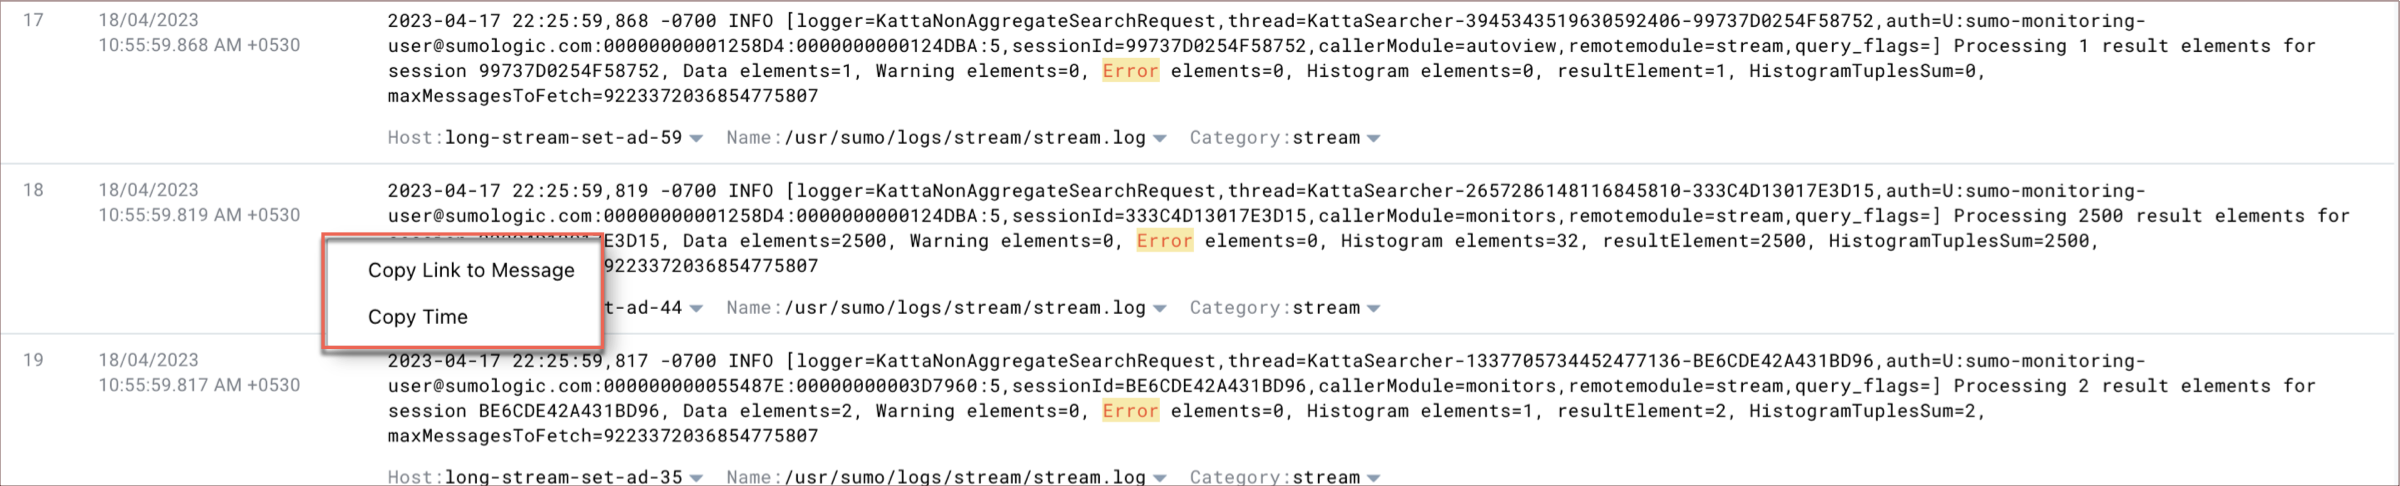 17
18/04/2023
10:55:59.868 AM +0530
2023-04-17 22:25:59,868 -0700 INFO [logger=KattaNonAggregateSearchRequest,thread=KattaSearcher-3945343519630592406-99737D0254F58752,auth=U:sumo-monitoring-
user@sumologic.com:00000000001258D4:0000000000124DBA:5,sessionId=99737D0254F58752,callerModule=autoview,remotemodule=stream,query_flags=] Processing 1 result elements for
session 99737D0254F58752, Data elements=1, Warning elements=0, Error elements=0, Histogram elements=0, resultElement=1, HistogramTuplesSum=0,
maxMessagesToFetch=9223372036854775807
Host:long-stream-set-ad-59 Name:/usr/sumo/logs/stream/stream.log Category:stream
18
18/04/2023
10:55:59.819 AM +0530
2023-04-17 22:25:59,819 -0700 INFO [logger=KattaNonAggregateSearchRequest,thread=KattaSearcher-2657286148116845810-333C4D13017E3D15,auth=U:sumo-monitoring-
user@sumologic.com:00000000001258D4:0000000000124DBA:5,sessionId=333C4D13017E3D15,callerModule=monitors,remotemodule=stream,query_flags=] Processing 2500 result elements for
E3D15, Data elements=2500, Warning elements=0, Error elements=0, Histogram elements=32, resultElement=2500, HistogramTuplesSum=2500,
9223372036854775807
t-ad-44 Name:/usr/sumo/logs/stream/stream.log Category:stream
Copy Link to Message
Copy Time
19
18/04/2023
10:55:59.817 AM +0530
2023-04-17 22:25:59,817 -0700 INFO [logger=KattaNonAggregateSearchRequest,thread=KattaSearcher-1337705734452477136-BE6CDE42A431BD96,auth=U:sumo-monitoring-
user@sumologic.com:000000000055487E:00000000003D7960:5,sessionId=BE6CDE42A431BD96,callerModule=monitors,remotemodule=stream,query_flags=] Processing 2 result elements for
session BE6CDE42A431BD96, Data elements=2, Warning elements=0, Error elements=0, Histogram elements=1, resultElement=2, HistogramTuplesSum=2,
maxMessagesToFetch=9223372036854775807
Host:long-stream-set-ad-35 Name:/usr/sumo/logs/stream/stream.log Category:stream